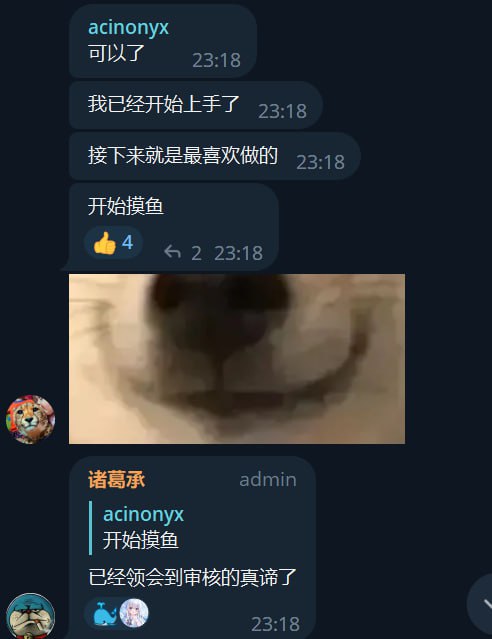 acinonyx
可以了
23:18
我已经开始上手了 23:18
接下来就是最喜欢做的 23:18
开始摸鱼
4 2 23:18
诸葛承 admin
acinonyx
开始摸鱼
已经领会到审核的真谛了
23:18